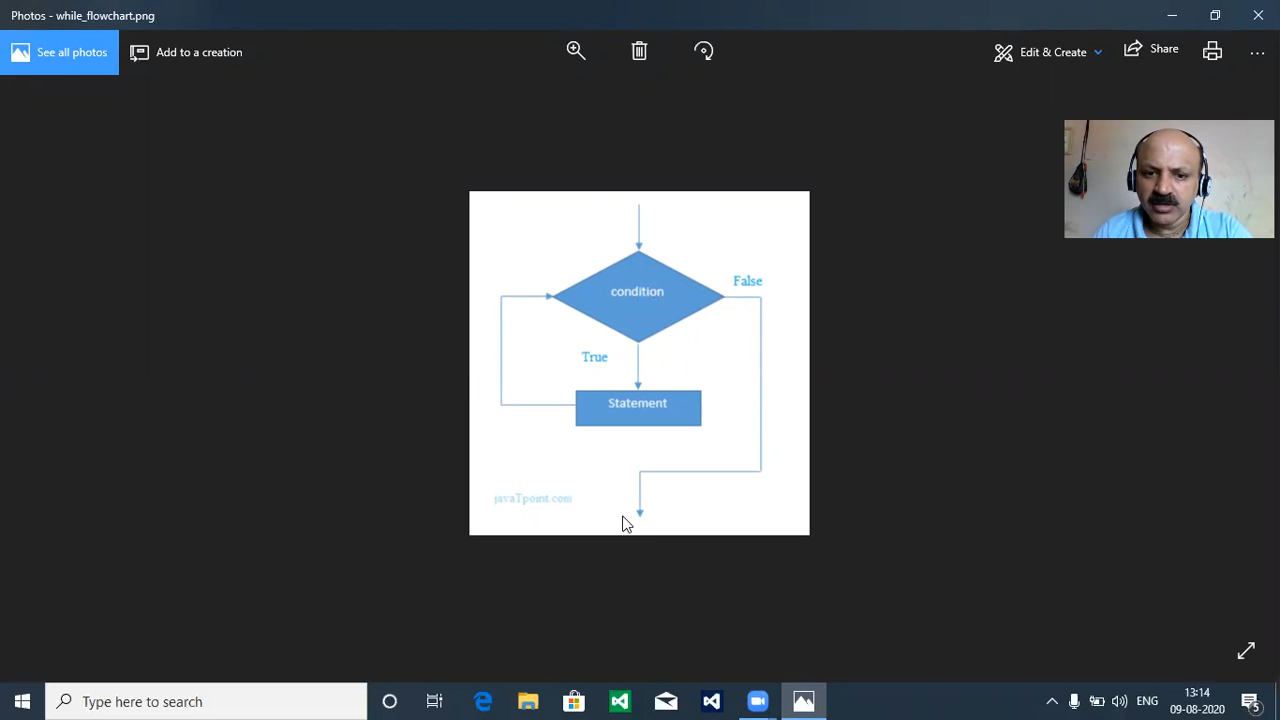 Photos - while_flowchart.png
See all photos
Add to a creation
Edit & Create
Share
condition
False
True
Statement
javaTpoint.com
Type here to search
ENG
13:14
09-08-2020
5